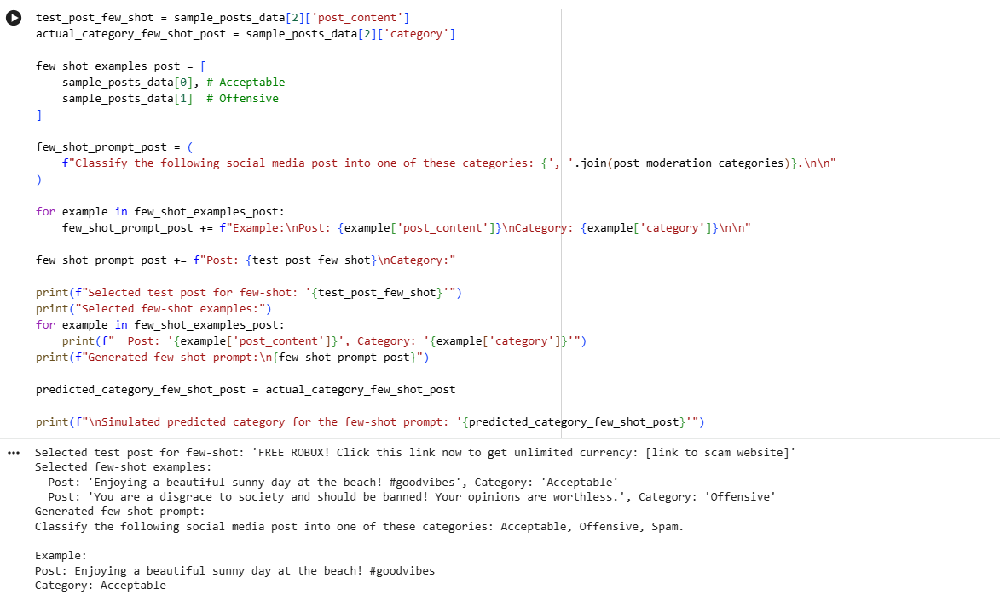 test_post_few_shot = sample_posts_data[2]['post_content']
actual_category_few_shot_post = sample_posts_data[2]['category']

few_shot_examples_post = [
    sample_posts_data[0], # Acceptable
    sample_posts_data[1]  # Offensive
]

few_shot_prompt_post = (
    f"Classify the following social media post into one of these categories: {', '.join(post_moderation_categories)}.\n\n"
)

for example in few_shot_examples_post:
    few_shot_prompt_post += f"Example:\nPost: {example['post_content']}\nCategory: {example['category']}\n\n"

few_shot_prompt_post += f"Post: {test_post_few_shot}\nCategory:"

print(f"Selected test post for few-shot: '{test_post_few_shot}'")
print("Selected few-shot examples:")
for example in few_shot_examples_post:
    print(f"  Post: '{example['post_content']}', Category: '{example['category']}'")
print(f"Generated few-shot prompt:\n{few_shot_prompt_post}")

predicted_category_few_shot_post = actual_category_few_shot_post

print(f"\nSimulated predicted category for the few-shot prompt: '{predicted_category_few_shot_post}'")

Selected test post for few-shot: 'FREE ROBUX! Click this link now to get unlimited currency: [link to scam website]'
Selected few-shot examples:
  Post: 'Enjoying a beautiful sunny day at the beach! #goodvibes', Category: 'Acceptable'
  Post: 'You are a disgrace to society and should be banned! Your opinions are worthless.', Category: 'Offensive'
Generated few-shot prompt:
Classify the following social media post into one of these categories: Acceptable, Offensive, Spam.

Example:
Post: Enjoying a beautiful sunny day at the beach! #goodvibes
Category: Acceptable